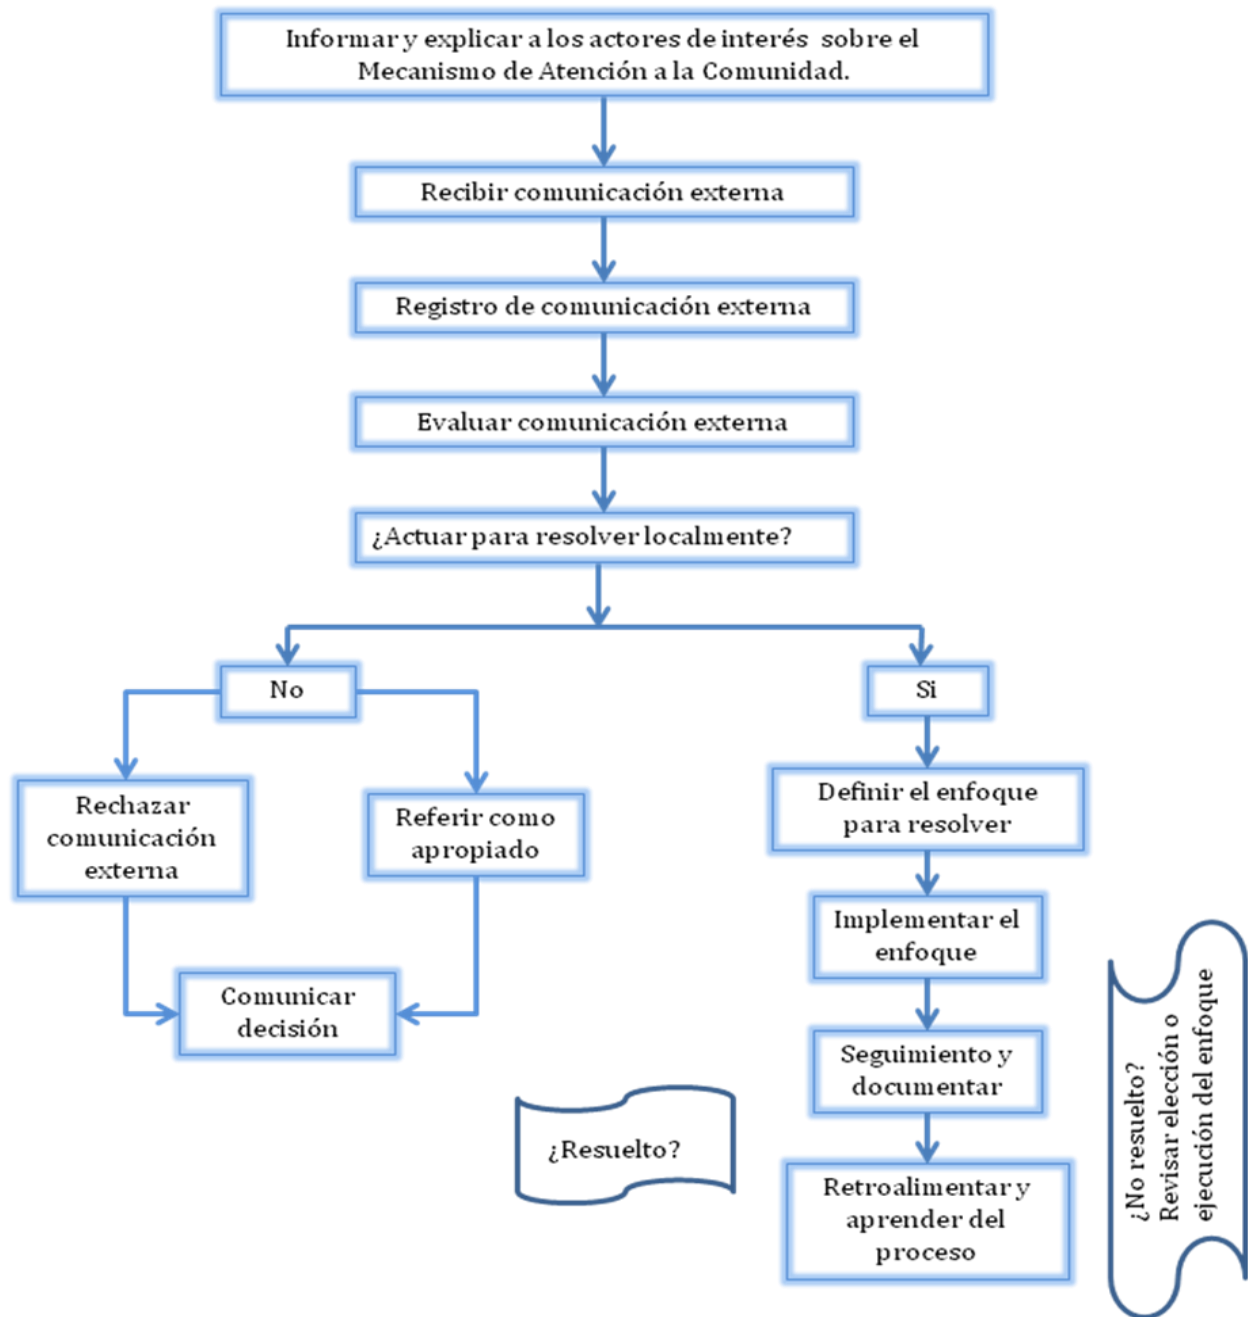 Informar y explicar a los actores de interés sobre el
Mecanismo de Atención a la Comunidad.
Recibir comunicación externa
Registro de comunicación externa
Evaluar comunicación externa
¿Actuar para resolver localmente?
No
Si
Rechazar
comunicación
externa
Referir como
apropiado
Definir el enfoque
para resolver
Implementar el
enfoque
Comunicar
decisión
Seguimiento y
documentar
¿Resuelto?
Retroalimentar y
aprender del
proceso
¿No resuelto?
Revisar elección o
ejecución del enfoque